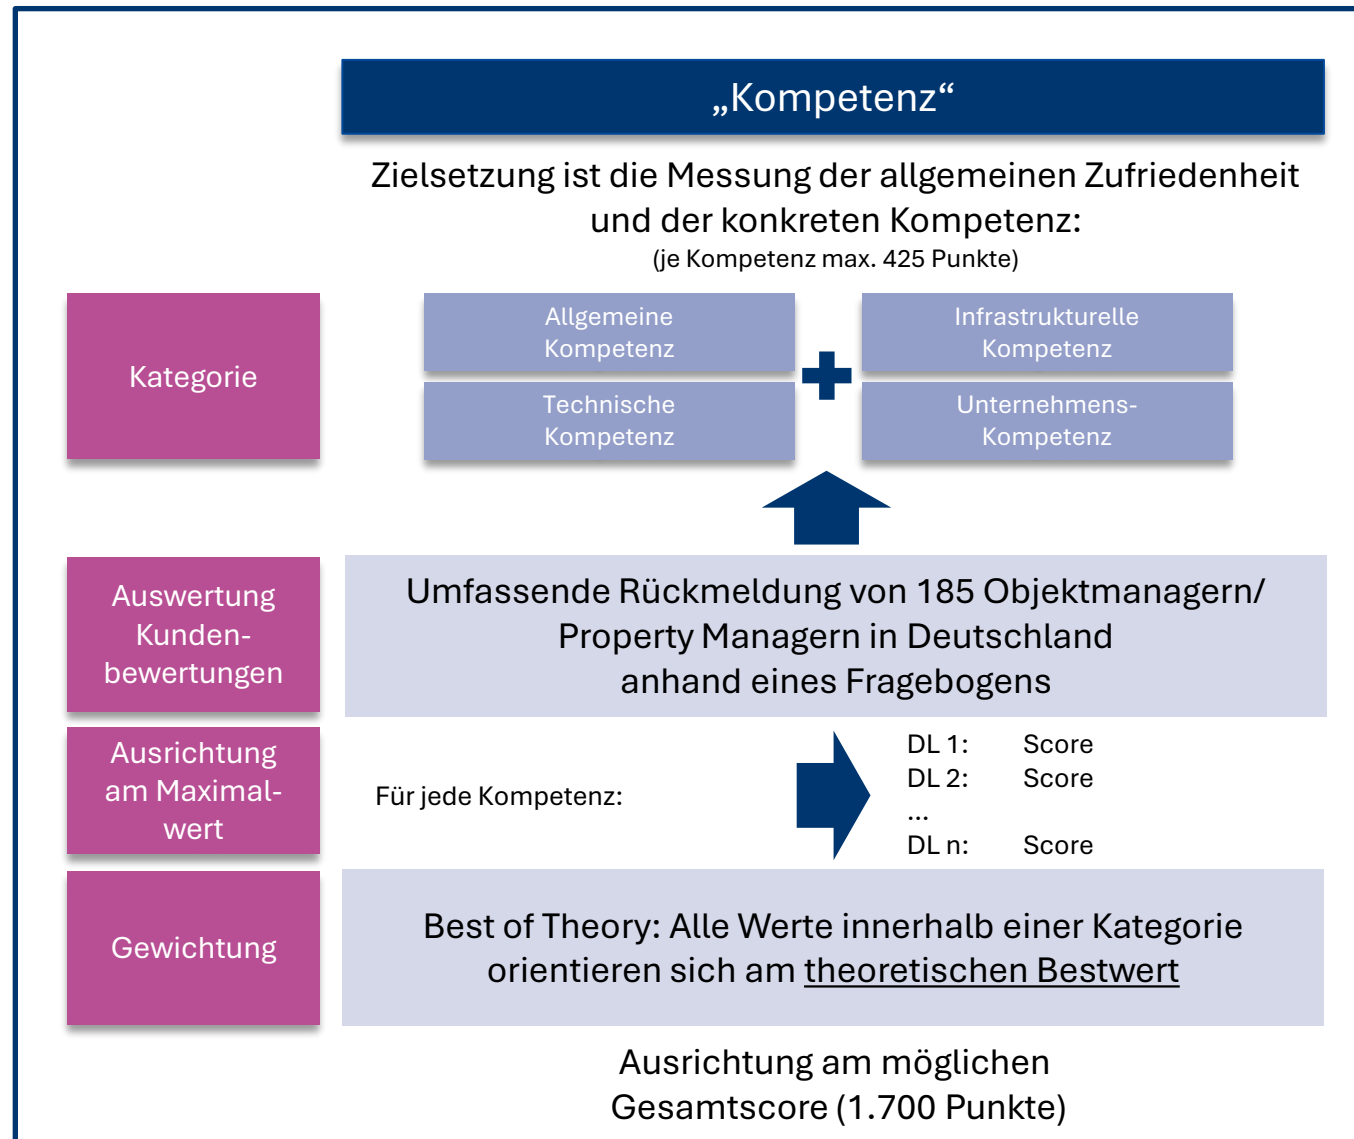 „Kompetenz“
Zielsetzung ist die Messung der allgemeinen Zufriedenheit
und der konkreten Kompetenz:
(je Kompetenz max. 425 Punkte)
Kategorie
Allgemeine
Kompetenz
Infrastrukturelle
Kompetenz
Technische
Kompetenz
Unternehmens-
Kompetenz
Auswertung
Kunden-
bewertungen
Umfassende Rückmeldung von 185 Objektmanagern/
Property Managern in Deutschland
anhand eines Fragebogens
Ausrichtung
am Maximal-
wert
Für jede Kompetenz:
DL 1: Score
DL 2: Score
...
DL n: Score
Gewichtung
Best of Theory: Alle Werte innerhalb einer Kategorie
orientieren sich am theoretischen Bestwert
Ausrichtung am möglichen
Gesamtscore (1.700 Punkte)